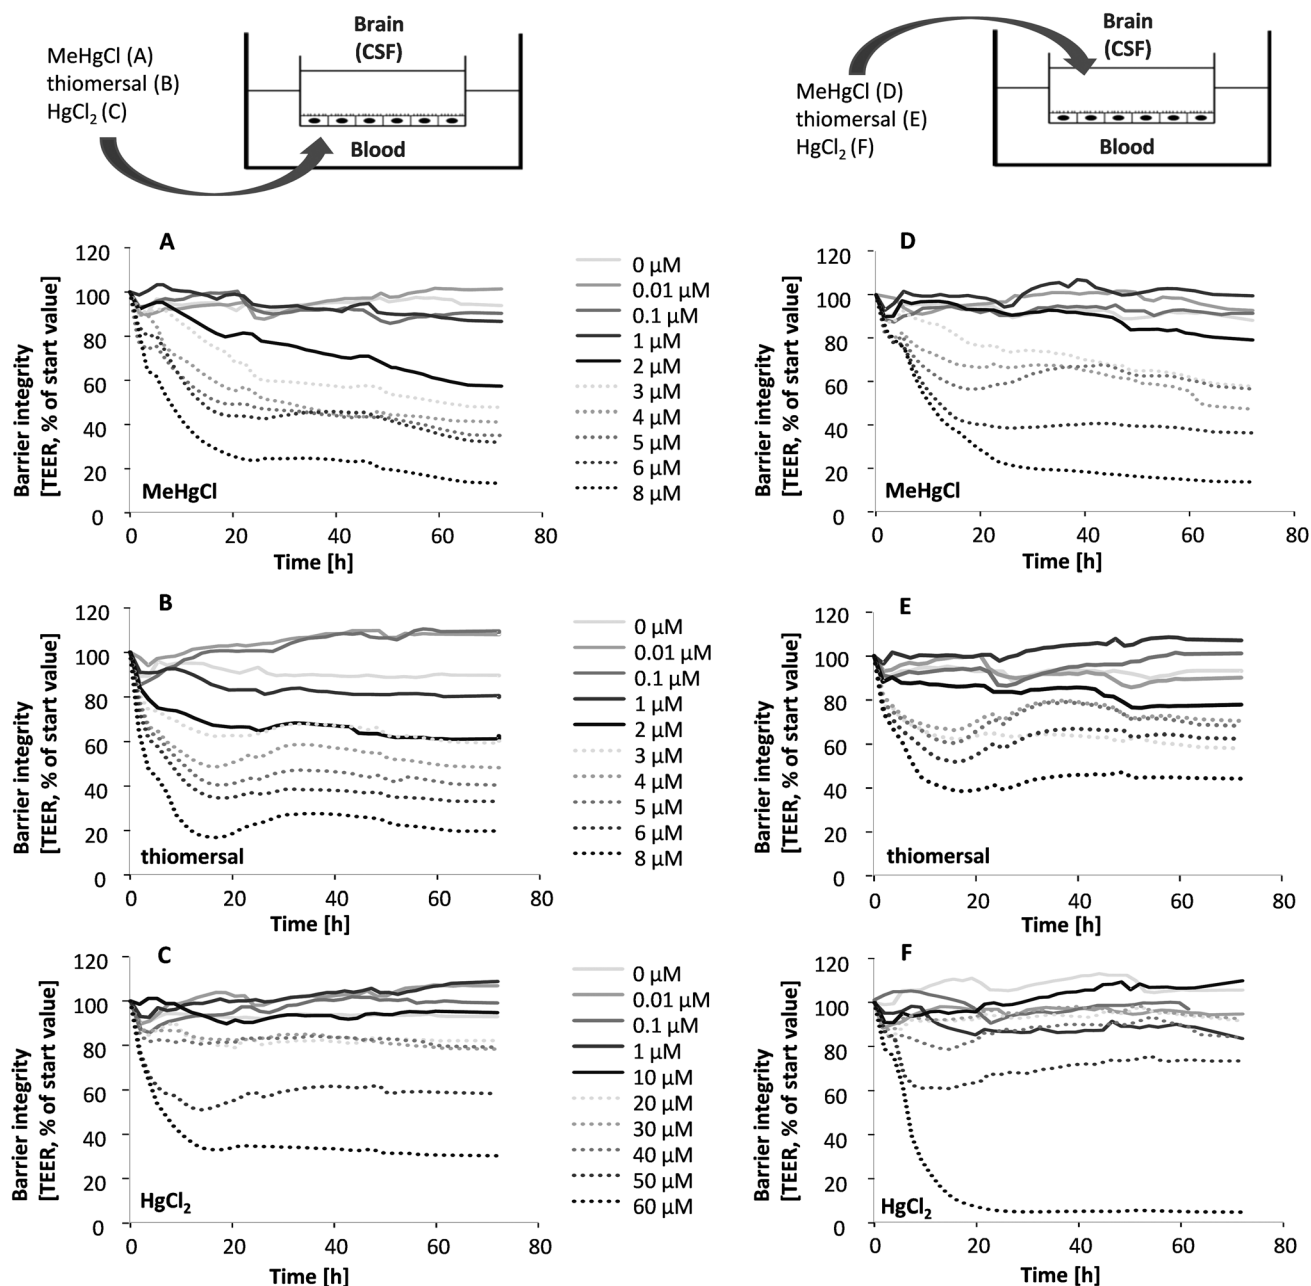 MeHgCl (A)
thiomersal (B)
HgCl₂ (C)
Brain
(CSF)
Blood
MeHgCl (D)
thiomersal (E)
HgCl₂ (F)
Brain
(CSF)
Blood
A
120
100
80
60
40
20
0
Barrier integrity
[TEER, % of start value]
MeHgCl
0 20 40 60 80
Time [h]
0 µM
0.01 µM
0.1 µM
1 µM
2 µM
3 µM
4 µM
5 µM
6 µM
8 µM
D
120
100
80
60
40
20
0
Barrier integrity
[TEER, % of start value]
MeHgCl
0 20 40 60 80
Time [h]
B
120
100
80
60
40
20
0
Barrier integrity
[TEER, % of start value]
thiomersal
0 20 40 60 80
Time [h]
0 µM
0.01 µM
0.1 µM
1 µM
2 µM
3 µM
4 µM
5 µM
6 µM
8 µM
E
120
100
80
60
40
20
0
Barrier integrity
[TEER, % of start value]
thiomersal
0 20 40 60 80
Time [h]
C
120
100
80
60
40
20
0
Barrier integrity
[TEER, % of start value]
HgCl₂
0 20 40 60 80
Time [h]
0 µM
0.01 µM
0.1 µM
1 µM
10 µM
20 µM
30 µM
40 µM
50 µM
60 µM
F
120
100
80
60
40
20
0
Barrier integrity
[TEER, % of start value]
HgCl₂
0 20 40 60 80
Time [h]